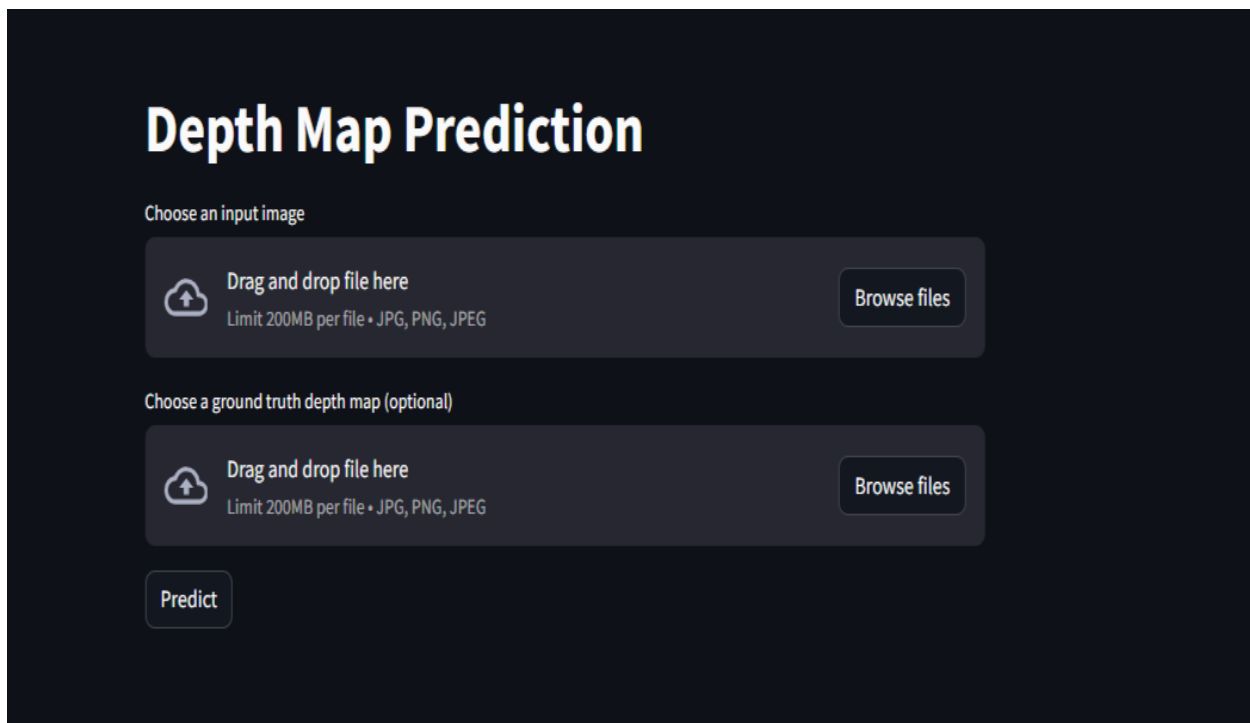 Depth Map Prediction
Choose an input image
Drag and drop file here
Limit 200MB per file • JPG, PNG, JPEG
Browse files
Choose a ground truth depth map (optional)
Drag and drop file here
Limit 200MB per file • JPG, PNG, JPEG
Browse files
Predict